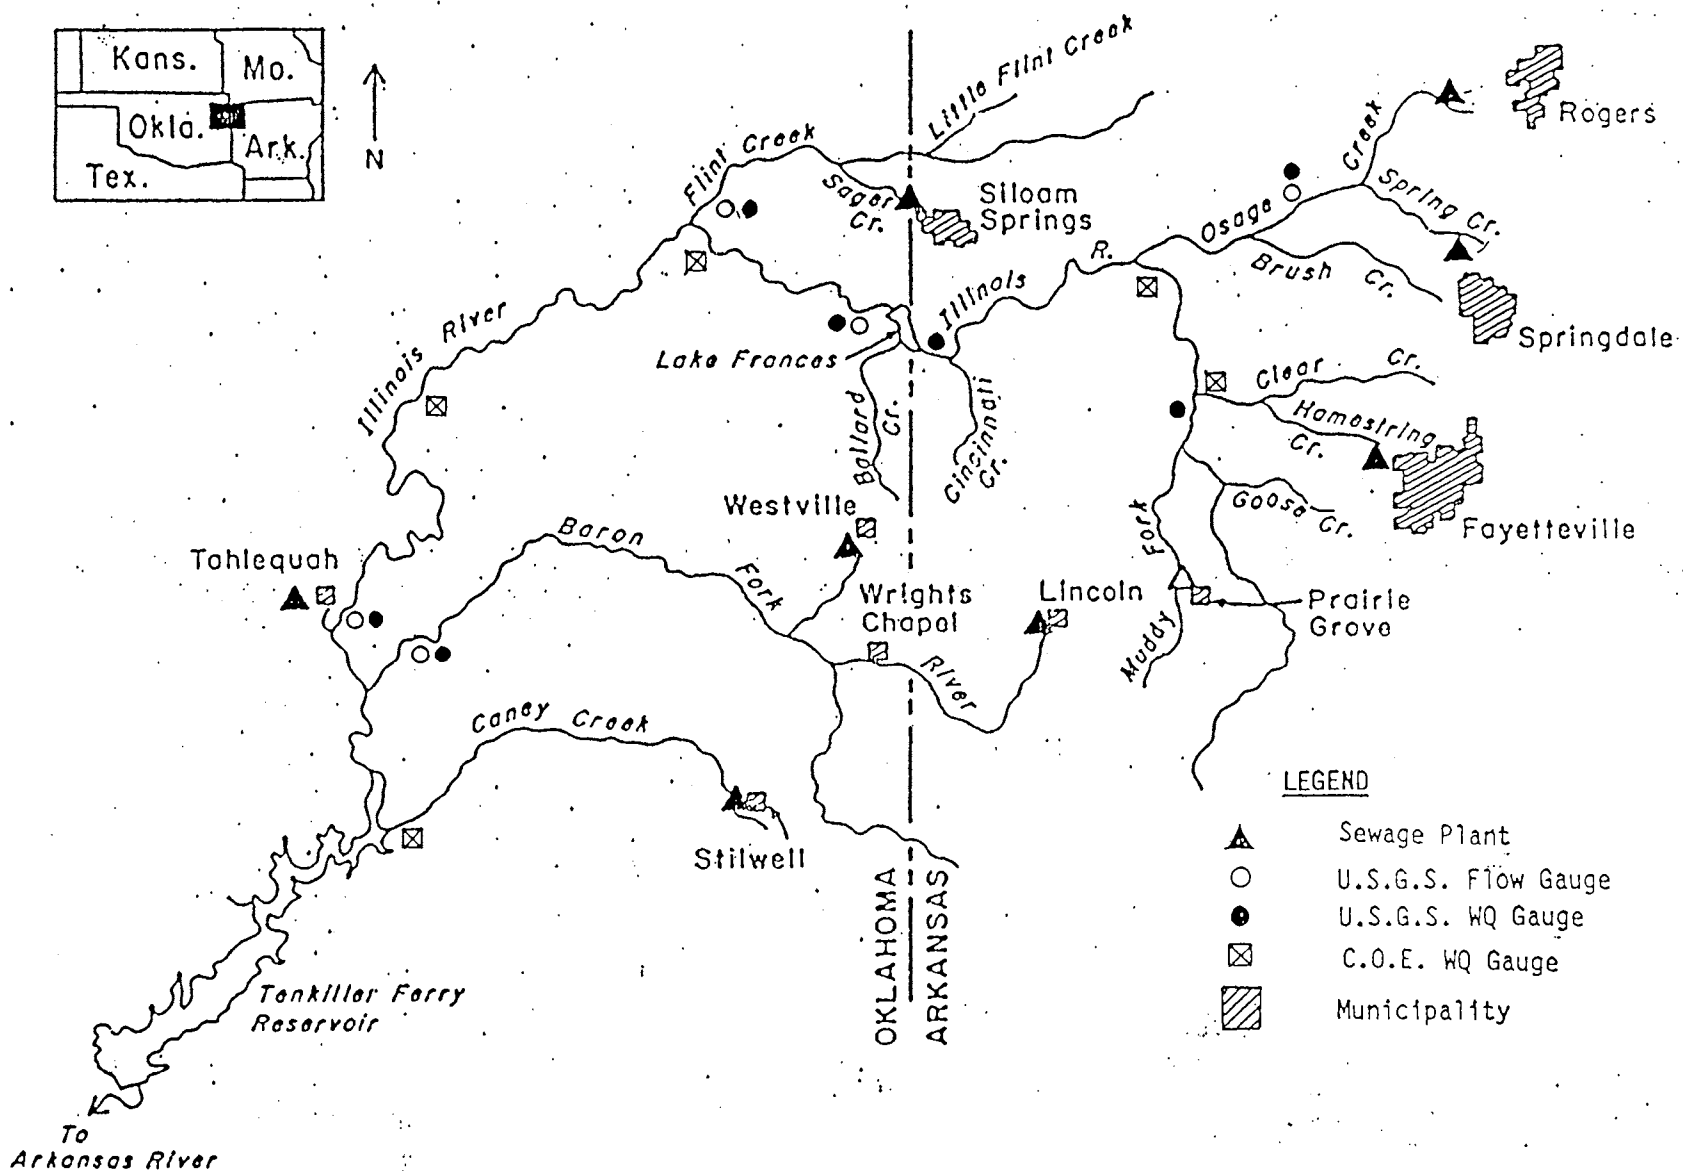 Kans.
Mo.
Okla.
Ark.
Tex.
N
Little Flint Creek
Flint Creek
Sager
Cr.
Siloam
Springs
Rogers
Creek
Osage
Spring Cr.
Brush Cr.
Springdale
Illinois R.
Illinois River
Lake Frances
Ballard
Cr.
Cincinnati
Cr.
Clear Cr.
Hamestring
Cr.
Goose Cr.
Fayetteville
Westville
Baron
Fork
River
Tahlequah
Wrights
Chapel
Lincoln
Muddy Fork
Prairie
Grove
Caney Creek
Stilwell
OKLAHOMA
ARKANSAS
Tenkiller Ferry
Reservoir
To
Arkansas River
LEGEND
Sewage Plant
U.S.G.S. Flow Gauge
U.S.G.S. WQ Gauge
C.O.E. WQ Gauge
Municipality